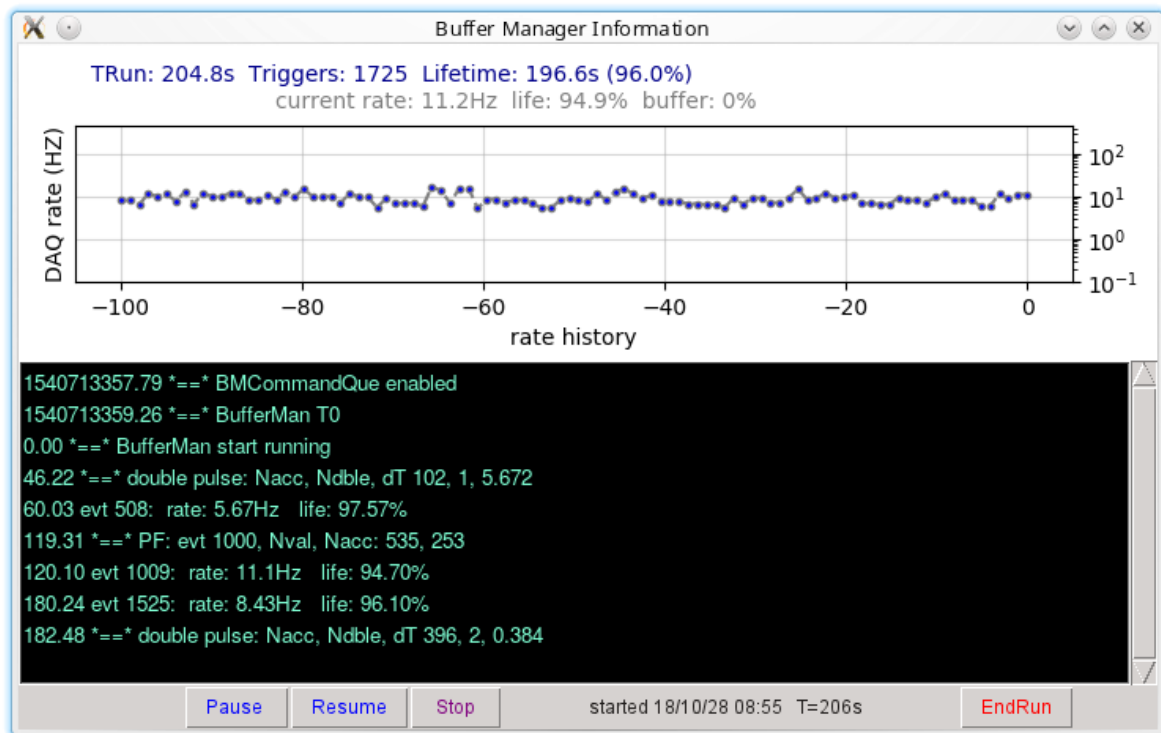 Buffer Manager Information
TRun: 204.8s  Triggers: 1725  Lifetime: 196.6s (96.0%)
current rate: 11.2Hz  life: 94.9%  buffer: 0%
DAQ rate (HZ)
10²
10¹
10⁰
10⁻¹
−100 −80 −60 −40 −20 0
rate history
1540713357.79 *==* BMCommandQue enabled
1540713359.26 *==* BufferMan T0
0.00 *==* BufferMan start running
46.22 *==* double pulse: Nacc, Ndble, dT 102, 1, 5.672
60.03 evt 508:  rate: 5.67Hz   life: 97.57%
119.31 *==* PF: evt 1000, Nval, Nacc: 535, 253
120.10 evt 1009:  rate: 11.1Hz   life: 94.70%
180.24 evt 1525:  rate: 8.43Hz   life: 96.10%
182.48 *==* double pulse: Nacc, Ndble, dT 396, 2, 0.384
Pause Resume Stop started 18/10/28 08:55  T=206s EndRun